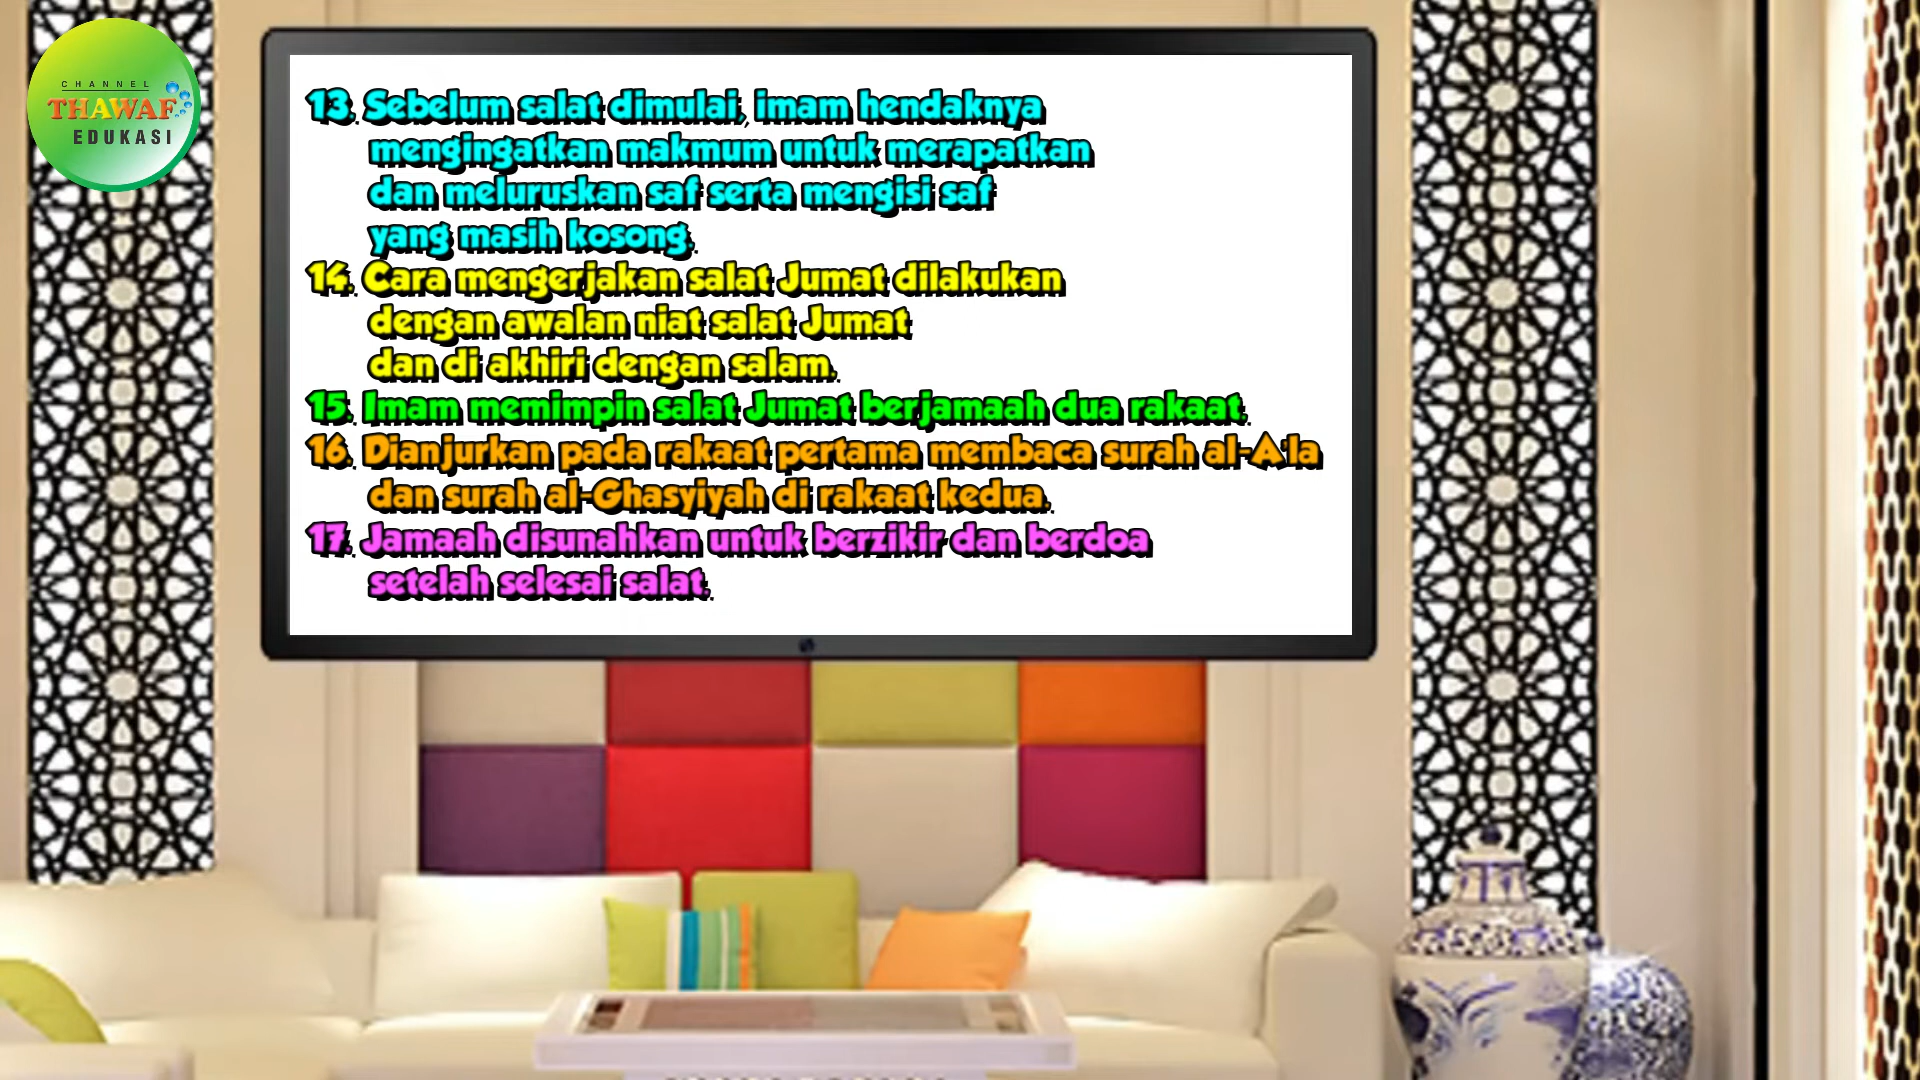 CHANNEL
THAWAF
EDUKASI
13. Sebelum salat dimulai, imam hendaknya
mengingatkan makmum untuk merapatkan
dan meluruskan saf serta mengisi saf
yang masih kosong.
14. Cara mengerjakan salat Jumat dilakukan
dengan awalan niat salat Jumat
dan di akhiri dengan salam.
15. Imam memimpin salat Jumat berjamaah dua rakaat.
16. Dianjurkan pada rakaat pertama membaca surah al-A'la
dan surah al-Ghasyiyah di rakaat kedua.
17. Jamaah disunahkan untuk berzikir dan berdoa
setelah selesai salat.